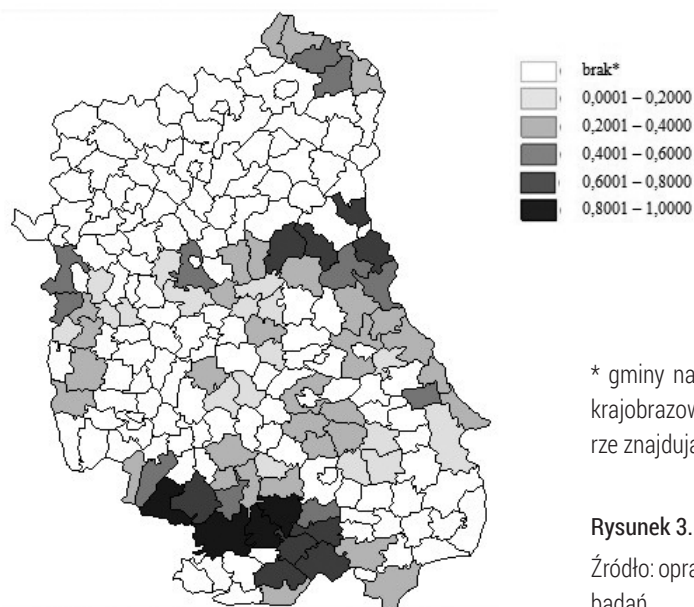 brak*
0,0001 – 0,2000
0,2001 – 0,4000
0,4001 – 0,6000
0,6001 – 0,8000
0,8001 – 1,0000
* gminy na
krajobrazow
rze znajdują
Rysunek 3.
Źródło: opra
badań